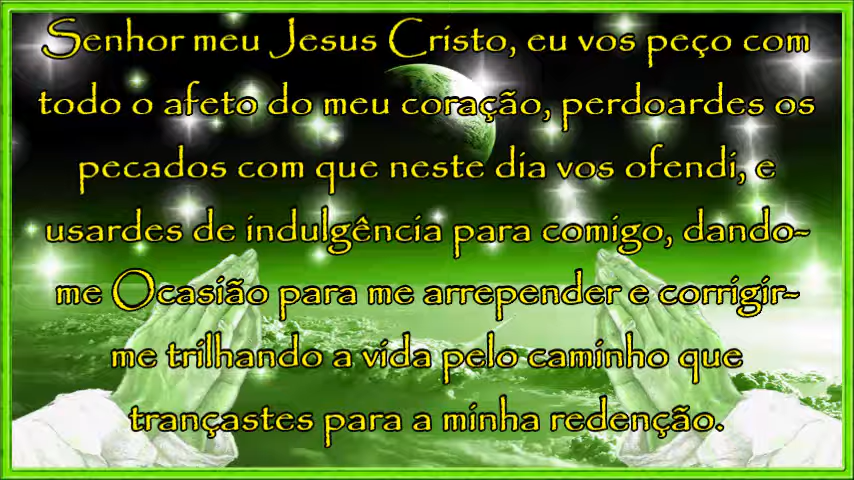 Senhor meu Jesus Cristo, eu vos peço com
todo o afeto do meu coração, perdoardes os
pecados com que neste dia vos ofendi, e
usardes de indulgência para comigo, dando-
me Ocasião para me arrepender e corrigir-
me trilhando a vida pelo caminho que
trançastes para a minha redenção.